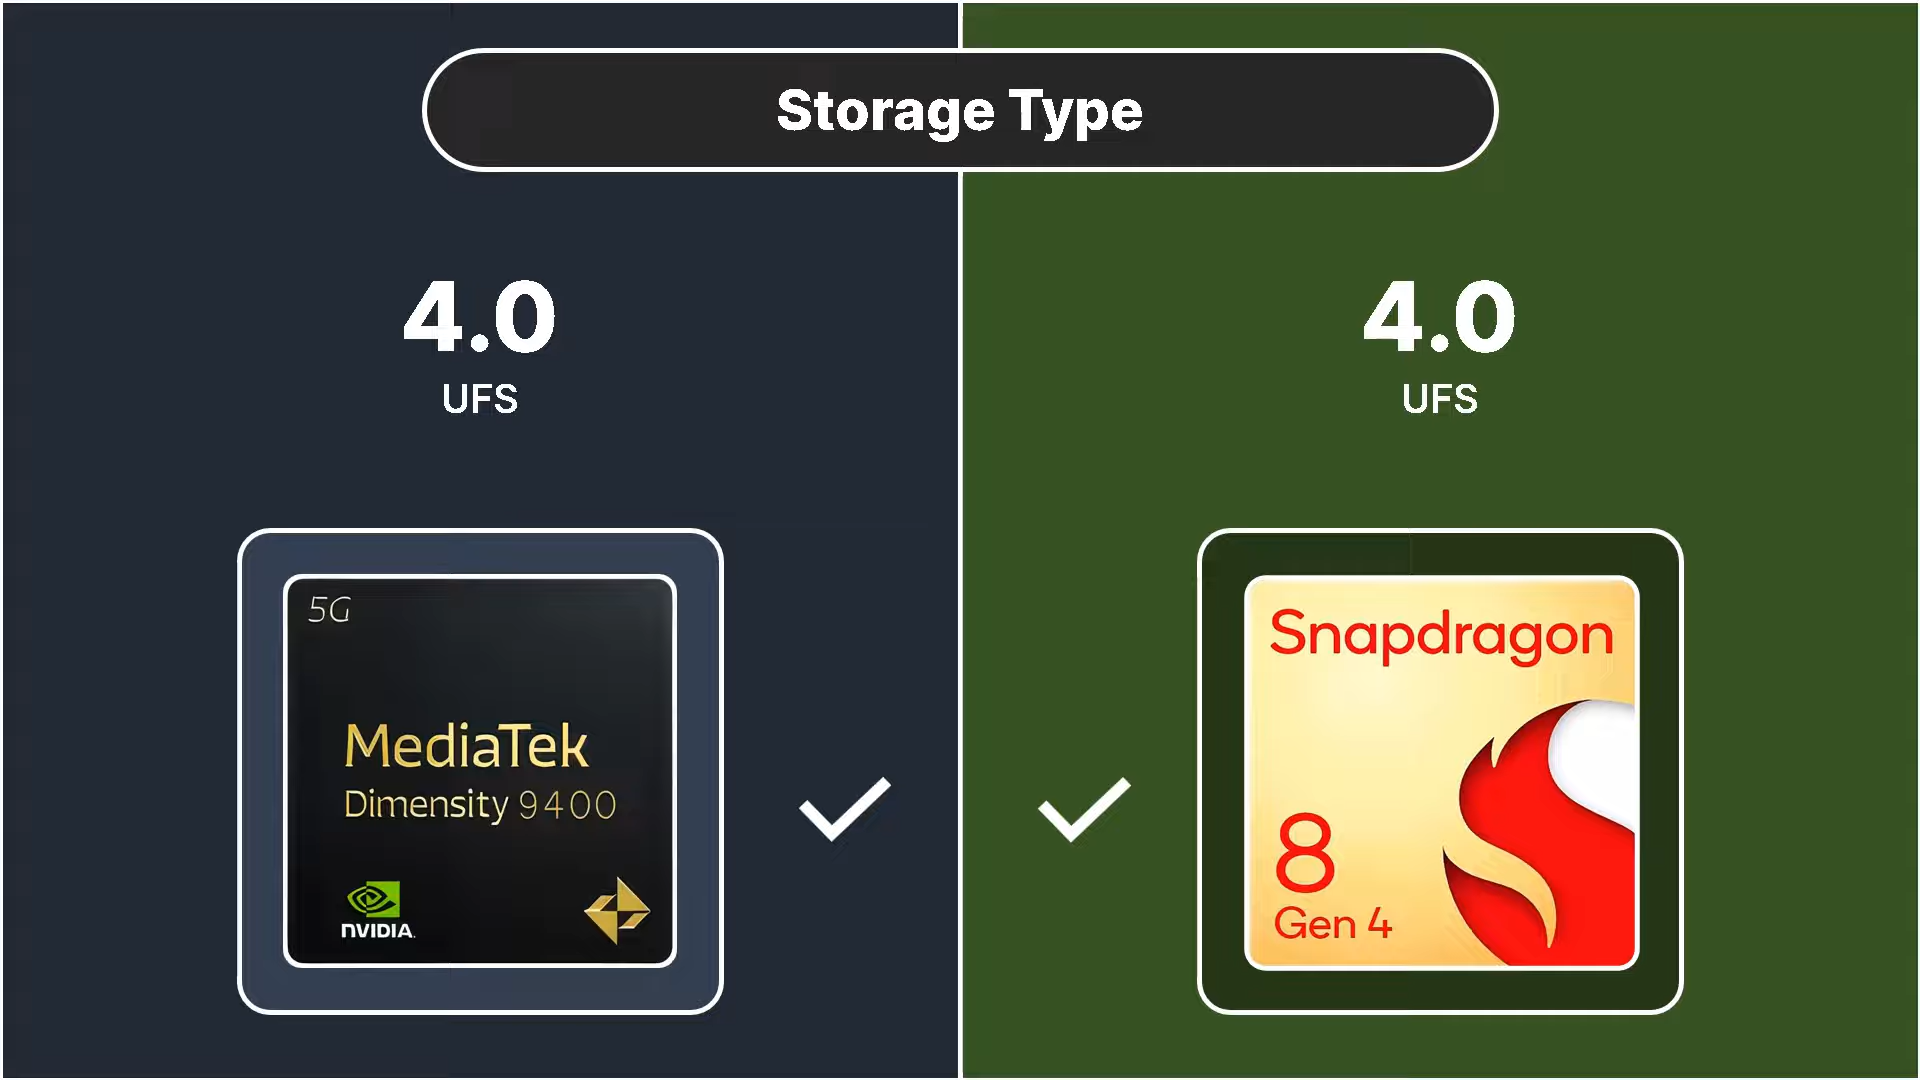 Storage Type
4.0
UFS
5G
MediaTek
Dimensity 9400
NVIDIA.
4.0
UFS
Snapdragon
8
Gen 4